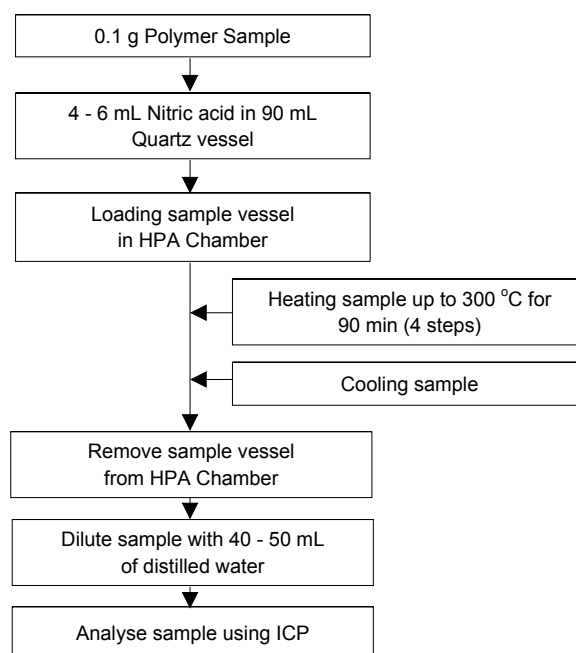 0.1 g Polymer Sample
4 - 6 mL Nitric acid in 90 mL
Quartz vessel
Loading sample vessel
in HPA Chamber
Heating sample up to 300 °C for
90 min (4 steps)
Cooling sample
Remove sample vessel
from HPA Chamber
Dilute sample with 40 - 50 mL
of distilled water
Analyse sample using ICP